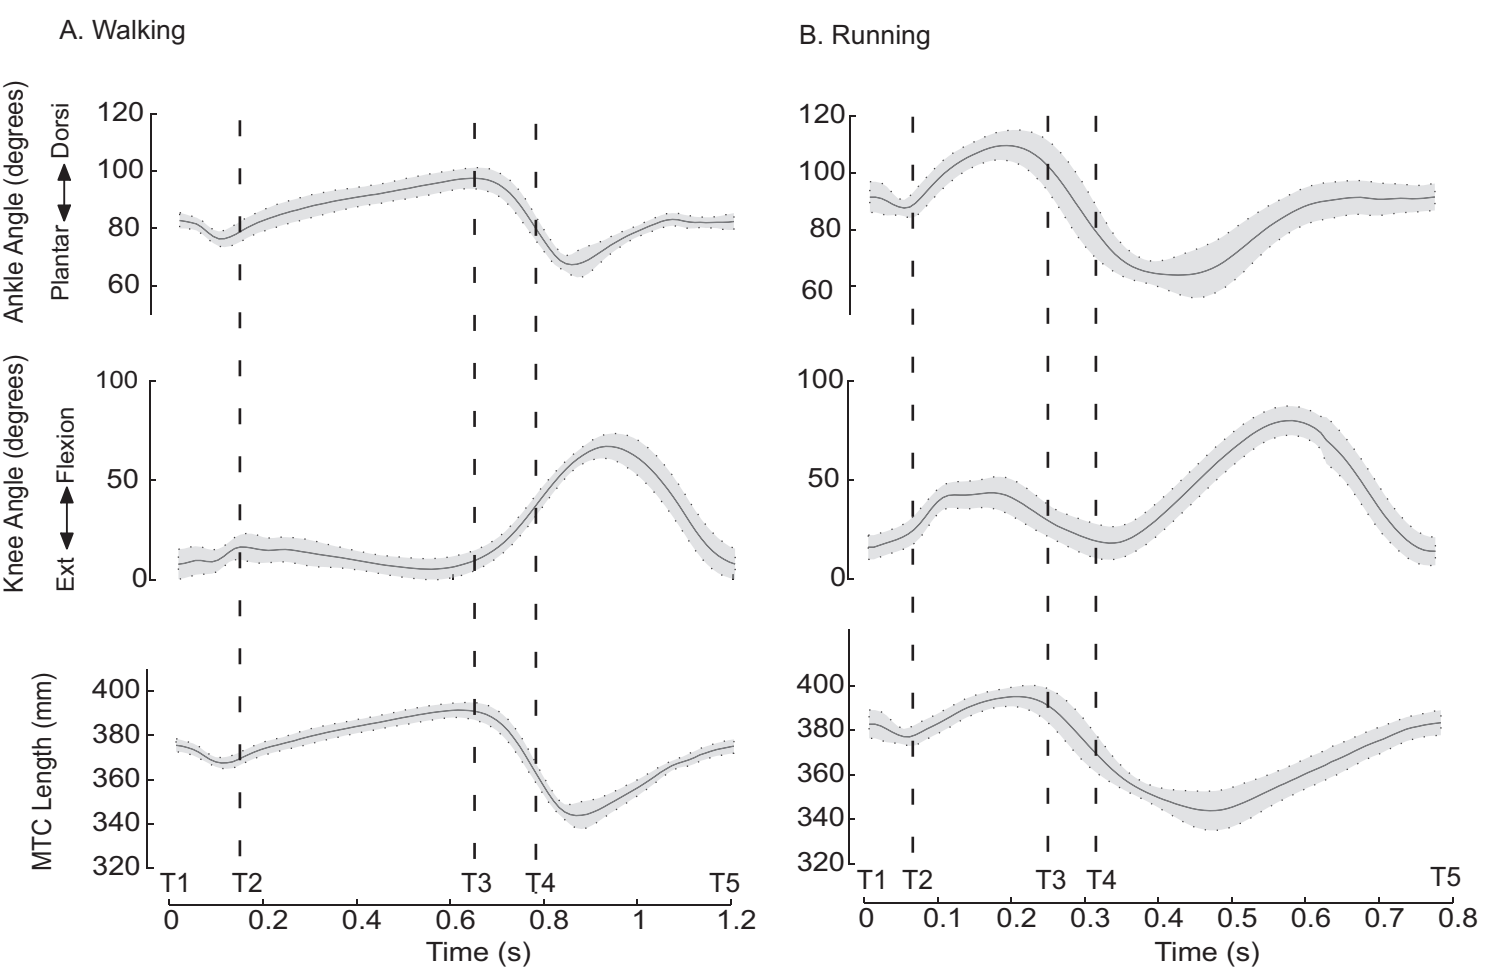 A. Walking
B. Running
Ankle Angle (degrees)
Plantar Dorsi
120
100
80
60
120
100
80
60
Knee Angle (degrees)
Ext Flexion
100
50
0
100
50
0
MTC Length (mm)
400
380
360
340
320
400
380
360
340
320
T1 T2 T3 T4 T5
T1 T2 T3 T4 T5
0 0.2 0.4 0.6 0.8 1 1.2
0 0.1 0.2 0.3 0.4 0.5 0.6 0.7 0.8
Time (s)
Time (s)